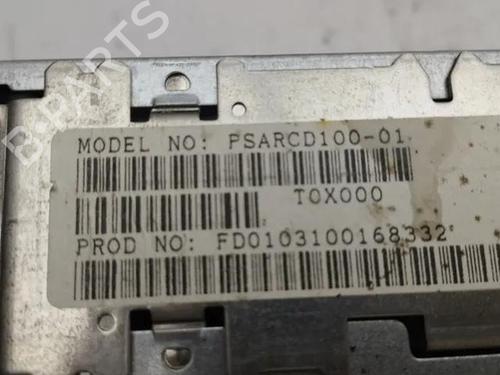 MODEL NO: PSARCD100-01
T0X000
PROD NO: FD0103100168332
B-PARTS